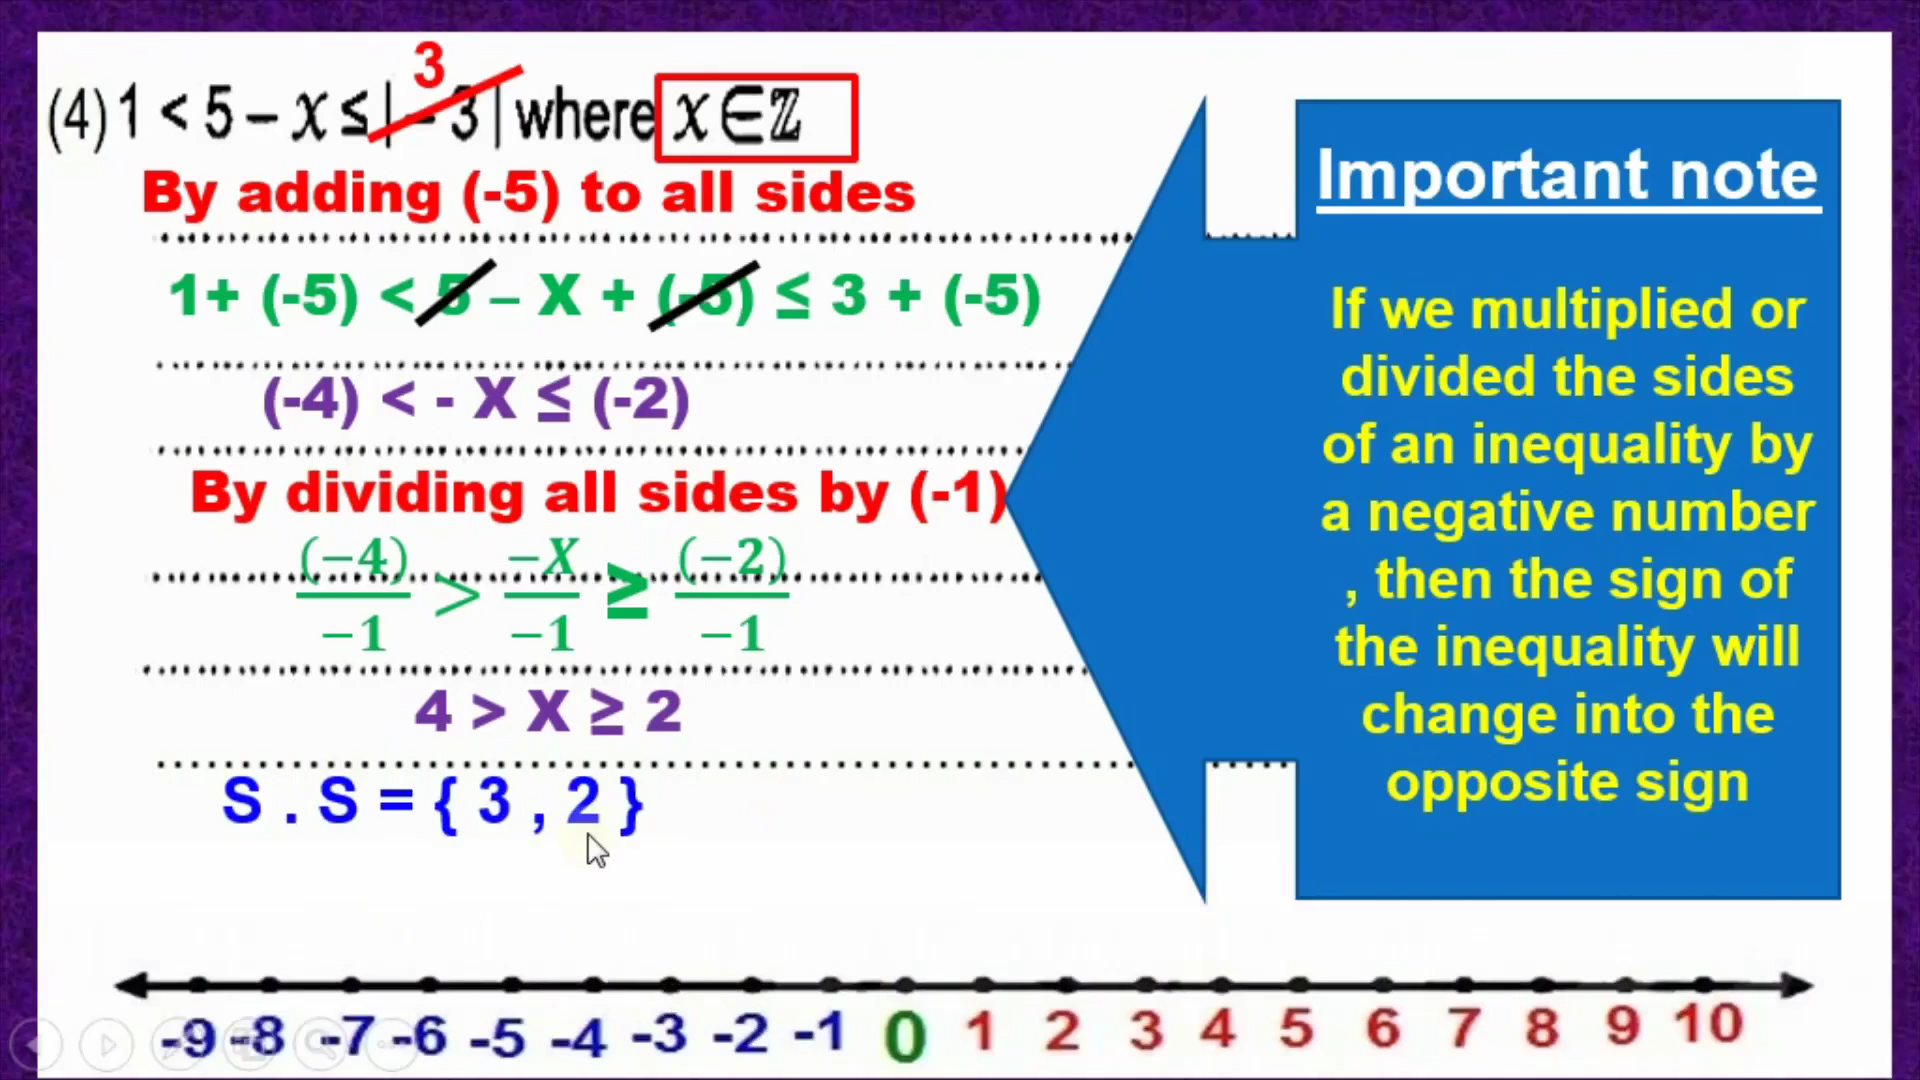 (4) 1 < 5 – x ≤ | – 3 | where x ∈ ℤ
3
By adding (-5) to all sides
1+ (-5) < 5 – X + (-5) ≤ 3 + (-5)
(-4) < - X ≤ (-2)
By dividing all sides by (-1)
(−4)/−1 > −X/−1 ≥ (−2)/−1
4 > X ≥ 2
S . S = { 3 , 2 }
Important note
If we multiplied or
divided the sides
of an inequality by
a negative number
, then the sign of
the inequality will
change into the
opposite sign
-9 -8 -7 -6 -5 -4 -3 -2 -1 0 1 2 3 4 5 6 7 8 9 10